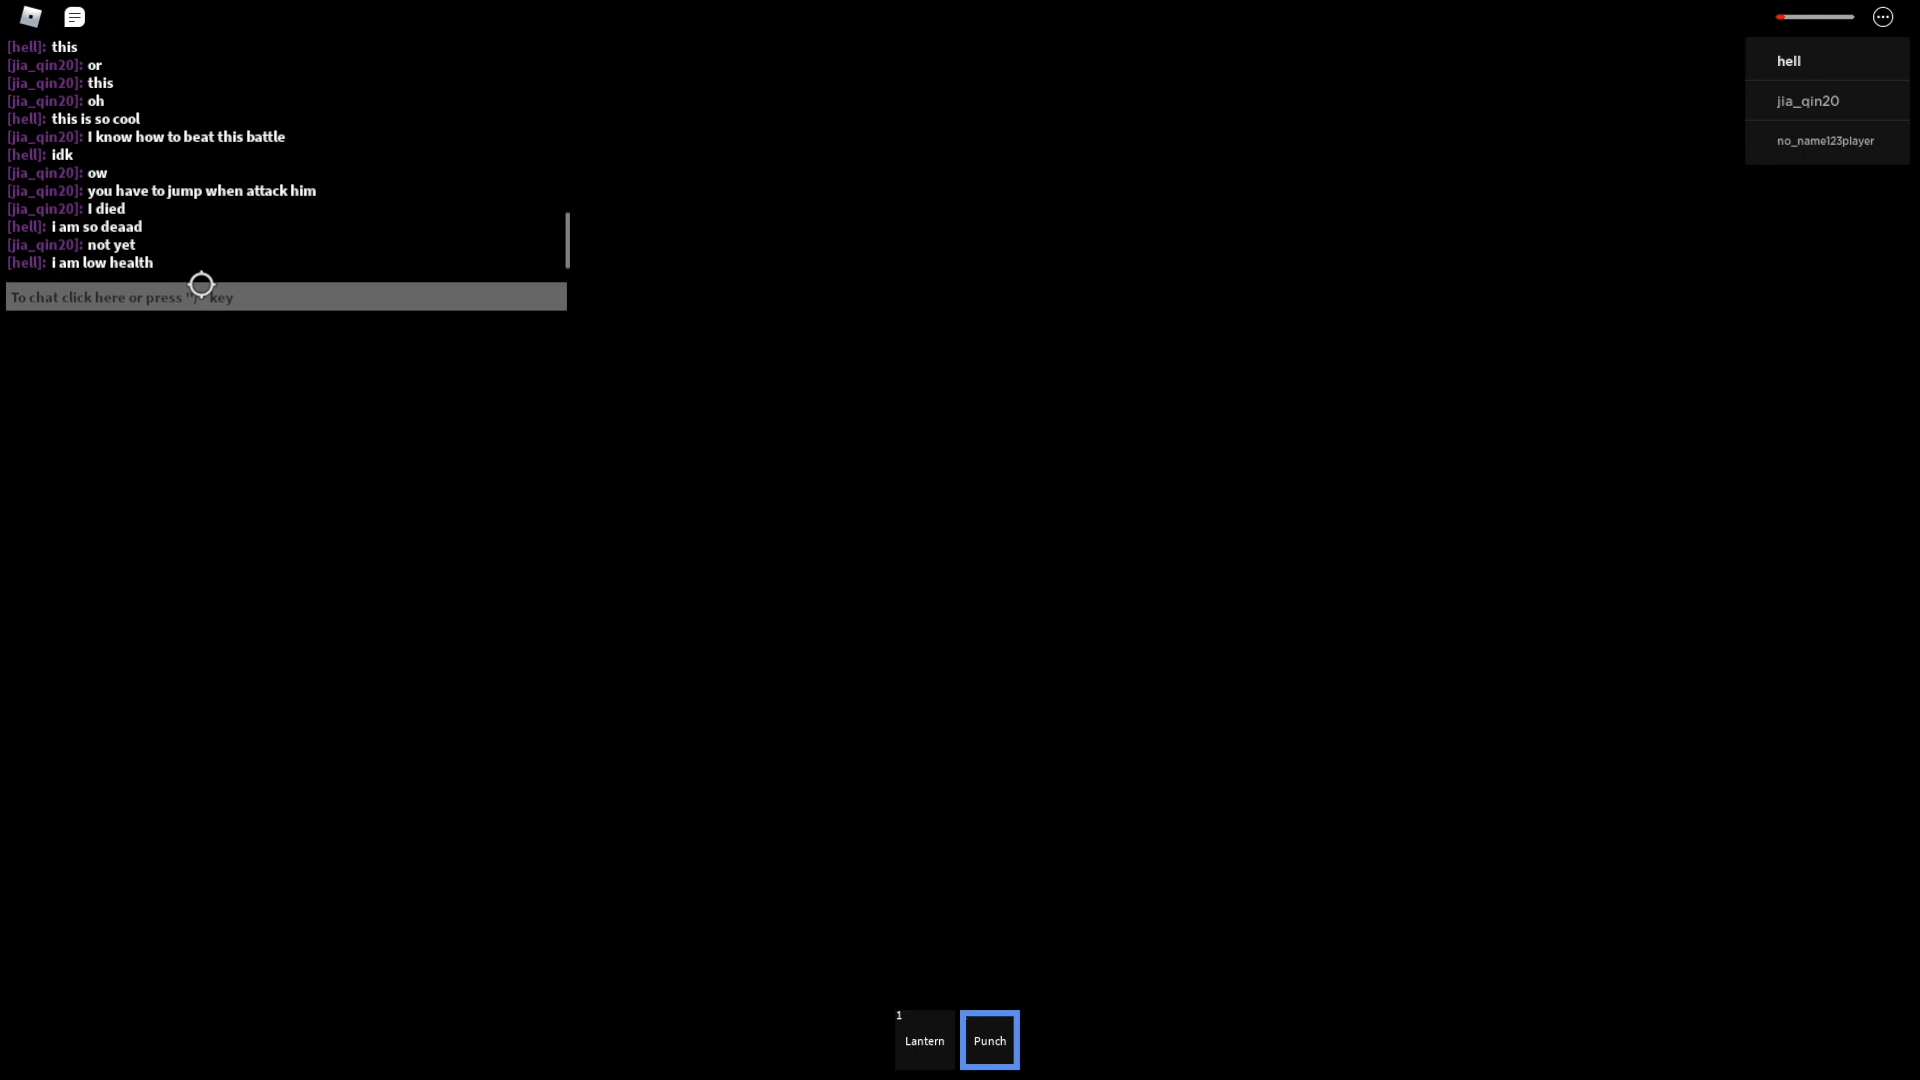 [hell]: this
[jia_qin20]: or
[jia_qin20]: this
[jia_qin20]: oh
[hell]: this is so cool
[jia_qin20]: I know how to beat this battle
[hell]: idk
[jia_qin20]: ow
[jia_qin20]: you have to jump when attack him
[jia_qin20]: I died
[hell]: i am so deaad
[jia_qin20]: not yet
[hell]: i am low health
To chat click here or press "/" key
hell
jia_qin20
no_name123player
1
Lantern
Punch